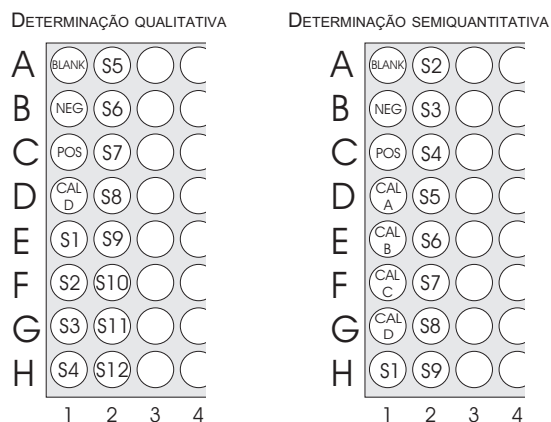 DETERMINAÇÃO QUALITATIVA
A BLANK S5
B NEG S6
C POS S7
D CAL D S8
E S1 S9
F S2 S10
G S3 S11
H S4 S12
1 2 3 4
DETERMINAÇÃO SEMIQUANTITATIVA
A BLANK S2
B NEG S3
C POS S4
D CAL A S5
E CAL B S6
F CAL C S7
G CAL D S8
H S1 S9
1 2 3 4